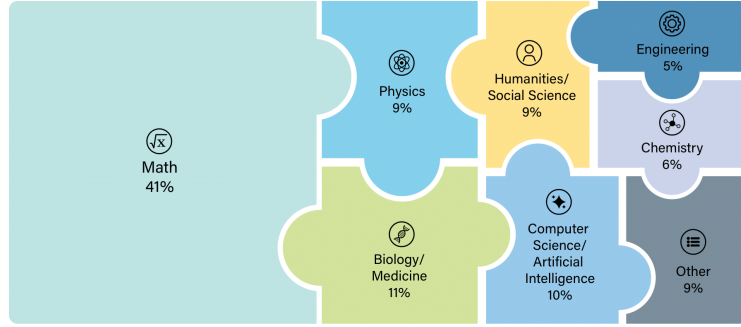 √x
Math
41%
Physics
9%
Humanities/
Social Science
9%
Engineering
5%
Chemistry
6%
Biology/
Medicine
11%
Computer
Science/
Artificial
Intelligence
10%
Other
9%